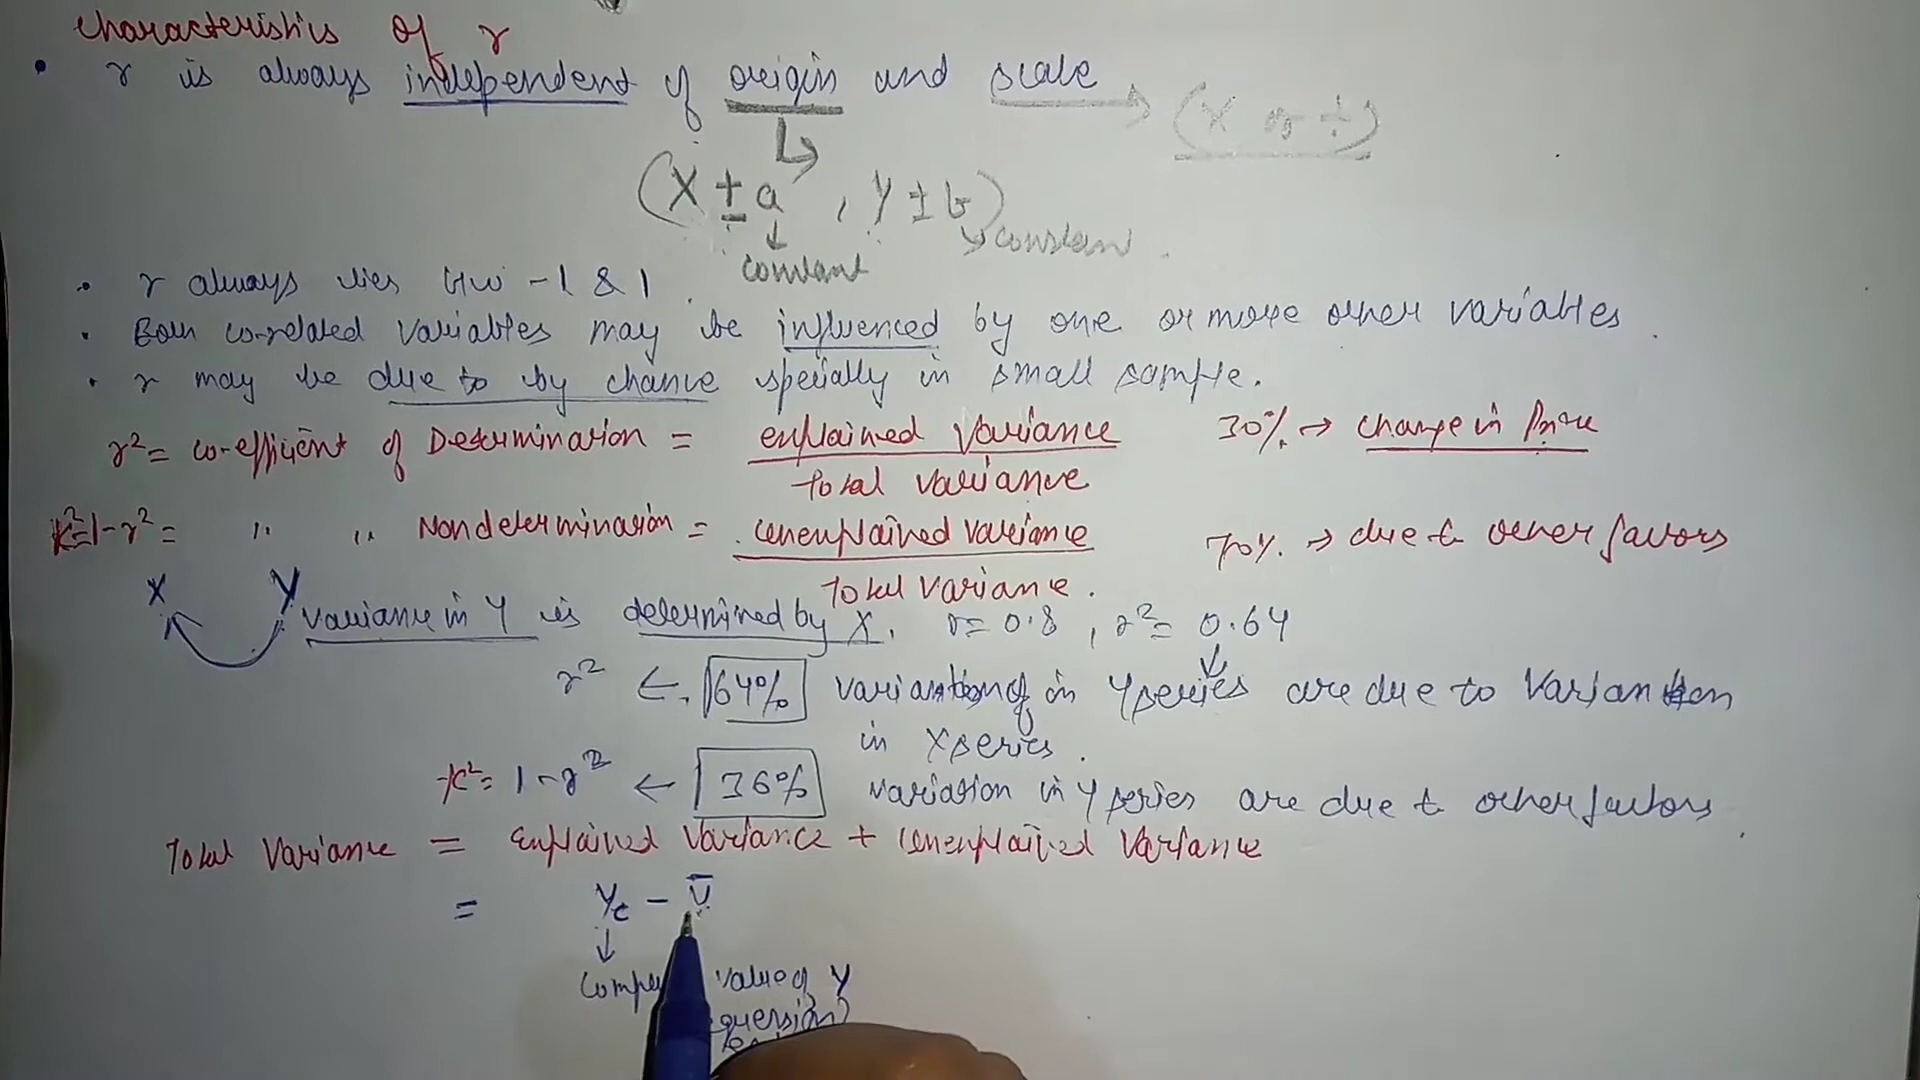 characteristics of r
• r is always independent of origin and scale → (X or ÷)
(X ± a , Y ± b)
constant
constant
• r always lies btw -1 & 1 .
• Both co-related variables may be influenced by one or more other variables .
• r may be due to by chance specially in small sample.
r² = co-efficient of Determination = explained variance / Total variance
30% → change in Price
K²=1-r² = " " Nondetermination = unexplained variance / Total variance .
70% → due to other factors
X Y
variance in Y is determined by X. r = 0.8 , r² = 0.64
r² ← 64% variation in Y series are due to variation
in X series .
K² = 1-r² ← 36% variation in Y series are due to other factors .
Total Variance = Explained Variance + Unexplained Variance
= Yc - ȳ
value of Y